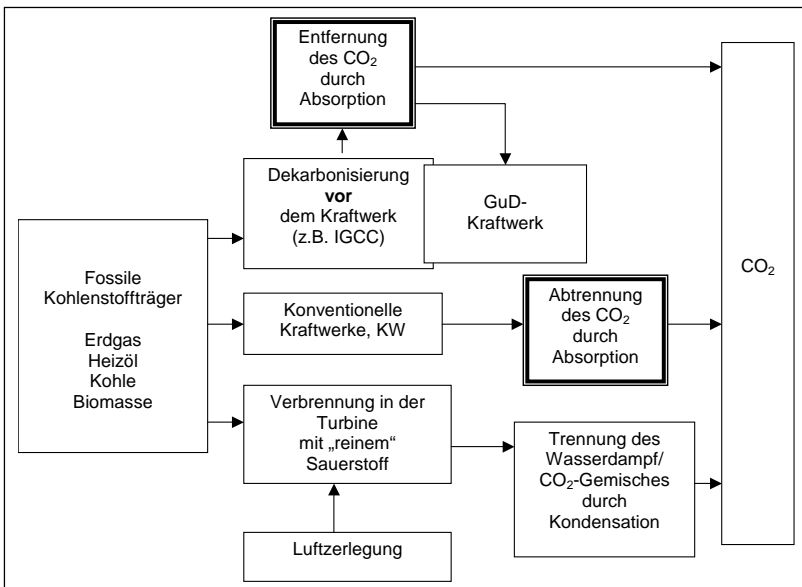 Entfernung
des CO₂
durch
Absorption
Dekarbonisierung
vor
dem Kraftwerk
(z.B. IGCC)
GuD-
Kraftwerk
Fossile
Kohlenstoffträger
Erdgas
Heizöl
Kohle
Biomasse
Konventionelle
Kraftwerke, KW
Abtrennung
des CO₂
durch
Absorption
CO₂
Verbrennung in der
Turbine
mit „reinem“
Sauerstoff
Trennung des
Wasserdampf/
CO₂-Gemisches
durch
Kondensation
Luftzerlegung